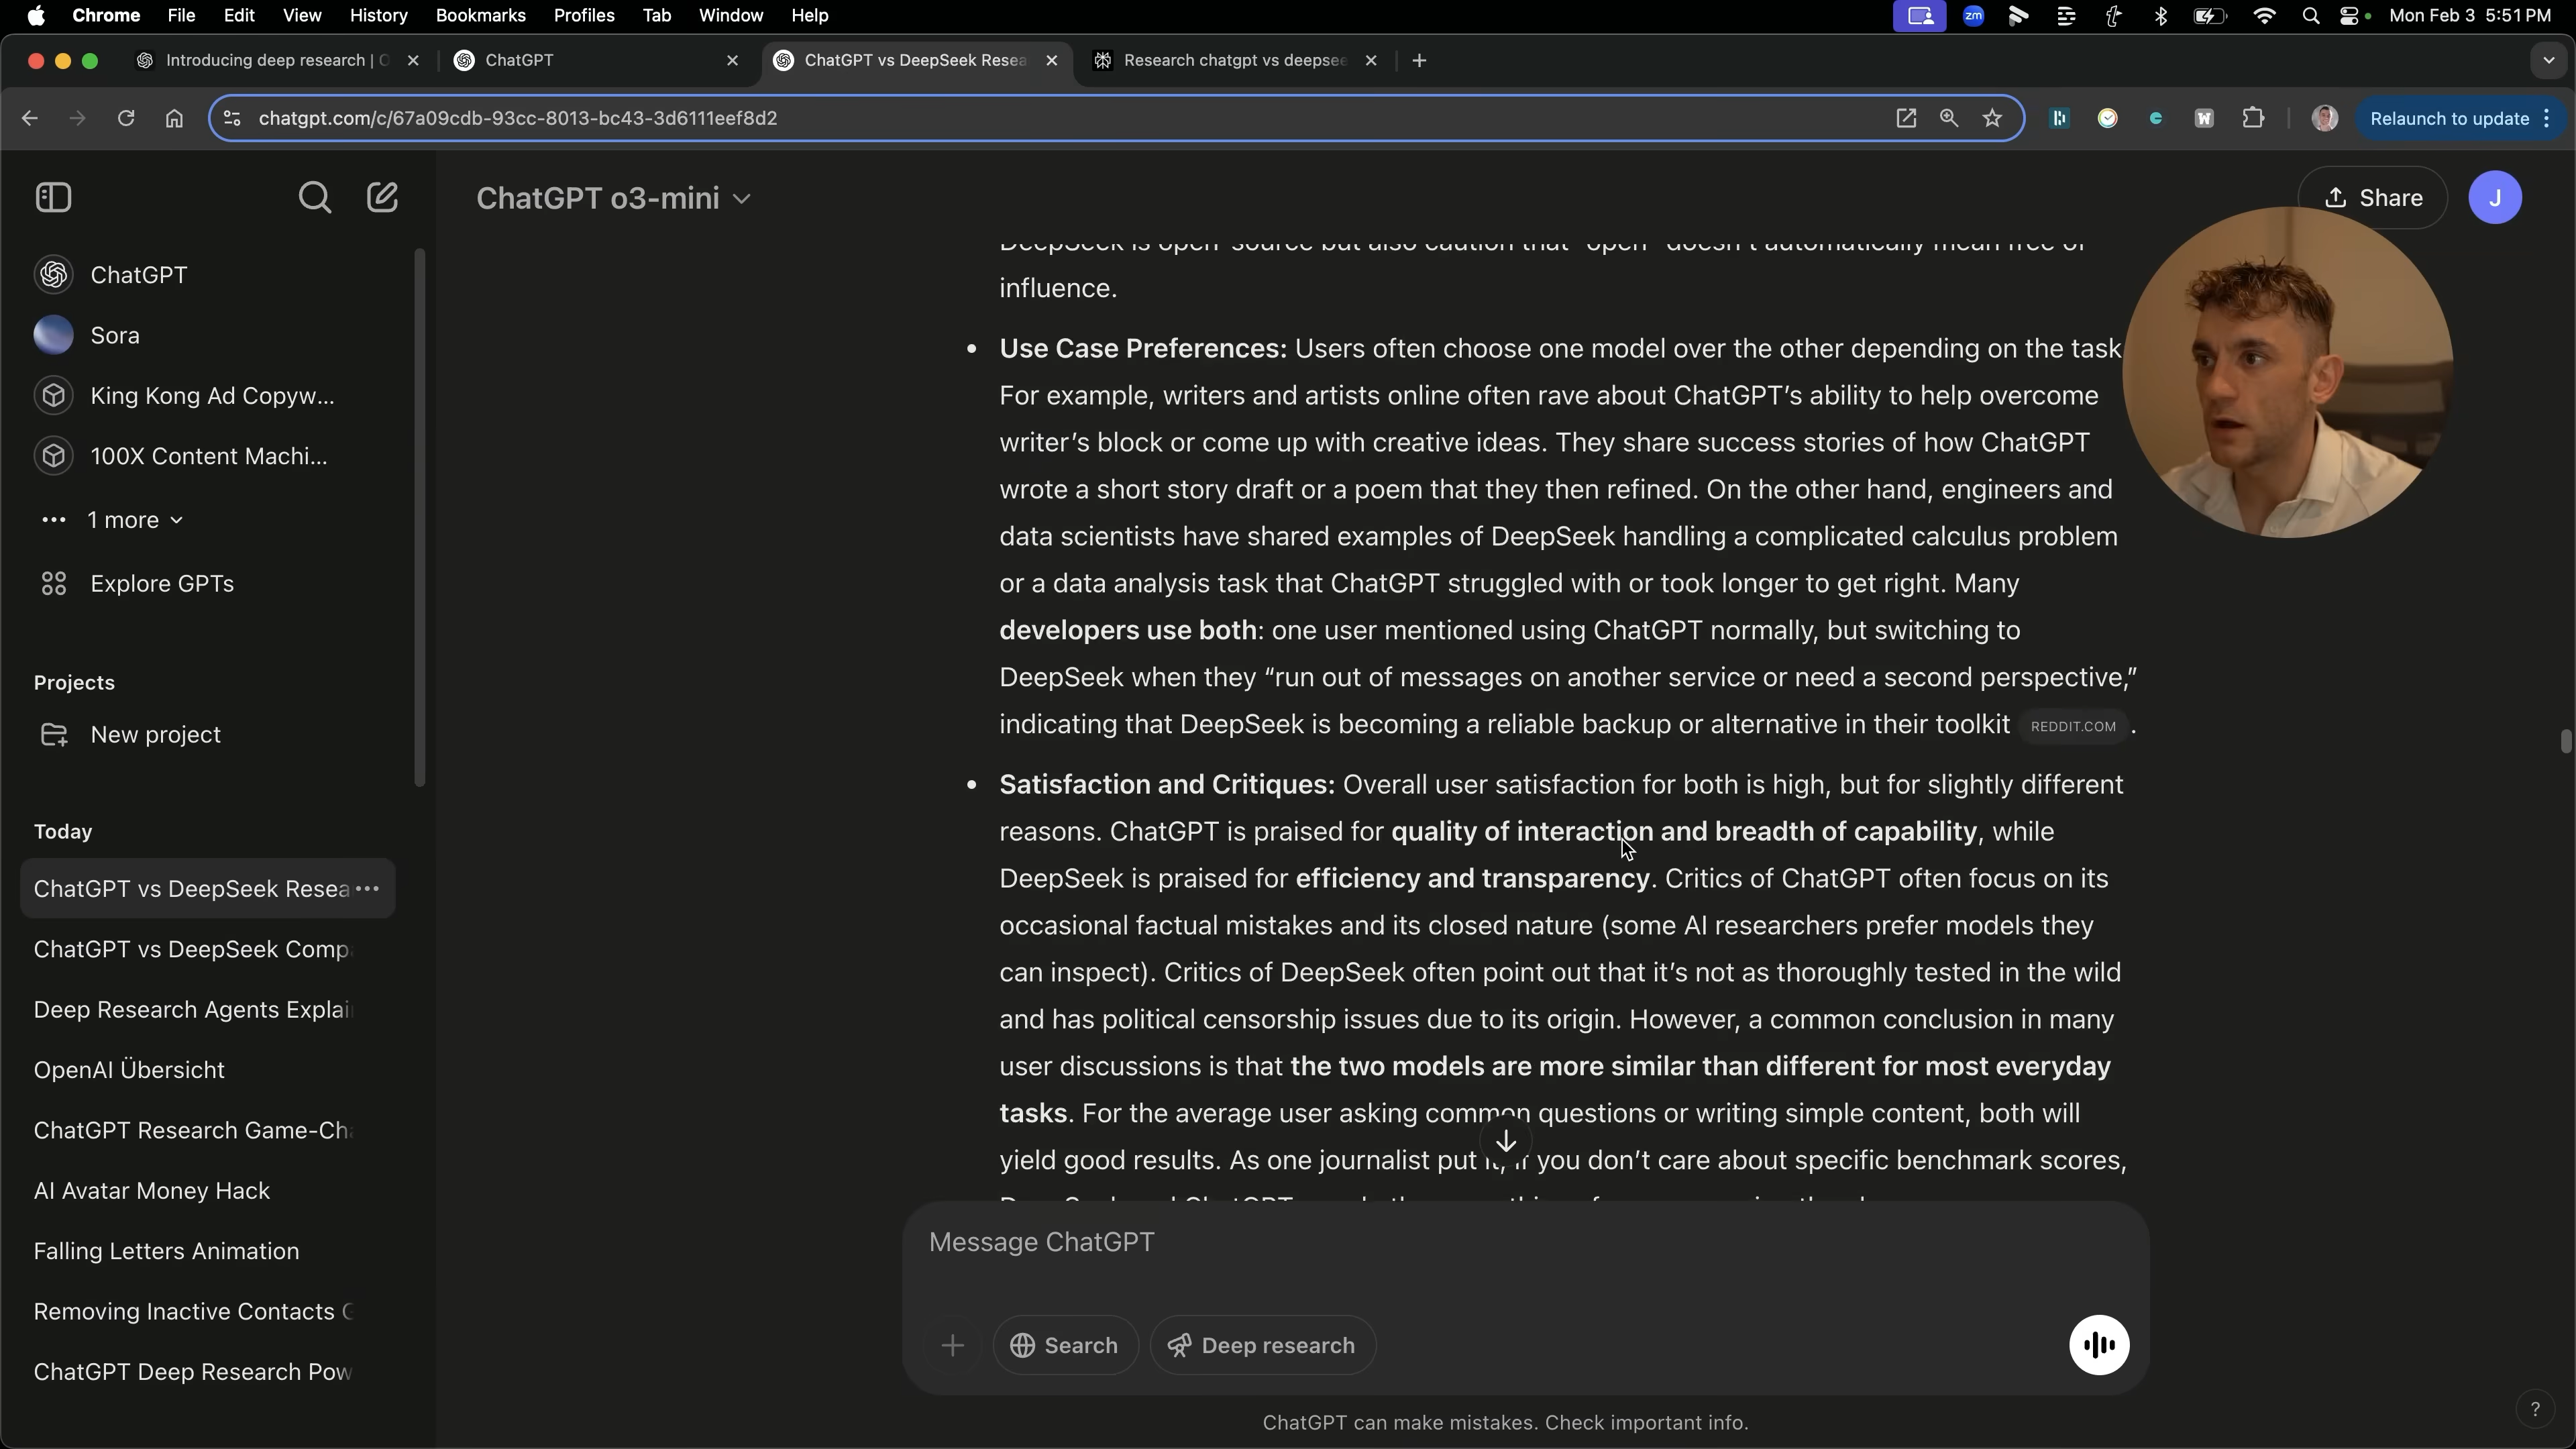 Chrome File Edit View History Bookmarks Profiles Tab Window Help
zm
Mon Feb 3 5:51 PM
Introducing deep research |
ChatGPT
ChatGPT vs DeepSeek Resea
Research chatgpt vs deepsee
chatgpt.com/c/67a09cdb-93cc-8013-bc43-3d6111eef8d2
W
Relaunch to update
ChatGPT o3-mini
Share
J
ChatGPT
Sora
King Kong Ad Copyw...
100X Content Machi...
1 more
Explore GPTs
Projects
New project
Today
ChatGPT vs DeepSeek Resea
ChatGPT vs DeepSeek Comp
Deep Research Agents Explai
OpenAI Übersicht
ChatGPT Research Game-Ch
AI Avatar Money Hack
Falling Letters Animation
Removing Inactive Contacts
ChatGPT Deep Research Pow
DeepSeek is open-source but also caution that "open" doesn't automatically mean free of
influence.
• Use Case Preferences: Users often choose one model over the other depending on the task
For example, writers and artists online often rave about ChatGPT's ability to help overcome
writer's block or come up with creative ideas. They share success stories of how ChatGPT
wrote a short story draft or a poem that they then refined. On the other hand, engineers and
data scientists have shared examples of DeepSeek handling a complicated calculus problem
or a data analysis task that ChatGPT struggled with or took longer to get right. Many
developers use both: one user mentioned using ChatGPT normally, but switching to
DeepSeek when they “run out of messages on another service or need a second perspective,”
indicating that DeepSeek is becoming a reliable backup or alternative in their toolkit REDDIT.COM .
• Satisfaction and Critiques: Overall user satisfaction for both is high, but for slightly different
reasons. ChatGPT is praised for quality of interaction and breadth of capability, while
DeepSeek is praised for efficiency and transparency. Critics of ChatGPT often focus on its
occasional factual mistakes and its closed nature (some AI researchers prefer models they
can inspect). Critics of DeepSeek often point out that it's not as thoroughly tested in the wild
and has political censorship issues due to its origin. However, a common conclusion in many
user discussions is that the two models are more similar than different for most everyday
tasks. For the average user asking common questions or writing simple content, both will
yield good results. As one journalist put it, if you don't care about specific benchmark scores,
Message ChatGPT
Search
Deep research
ChatGPT can make mistakes. Check important info.
?